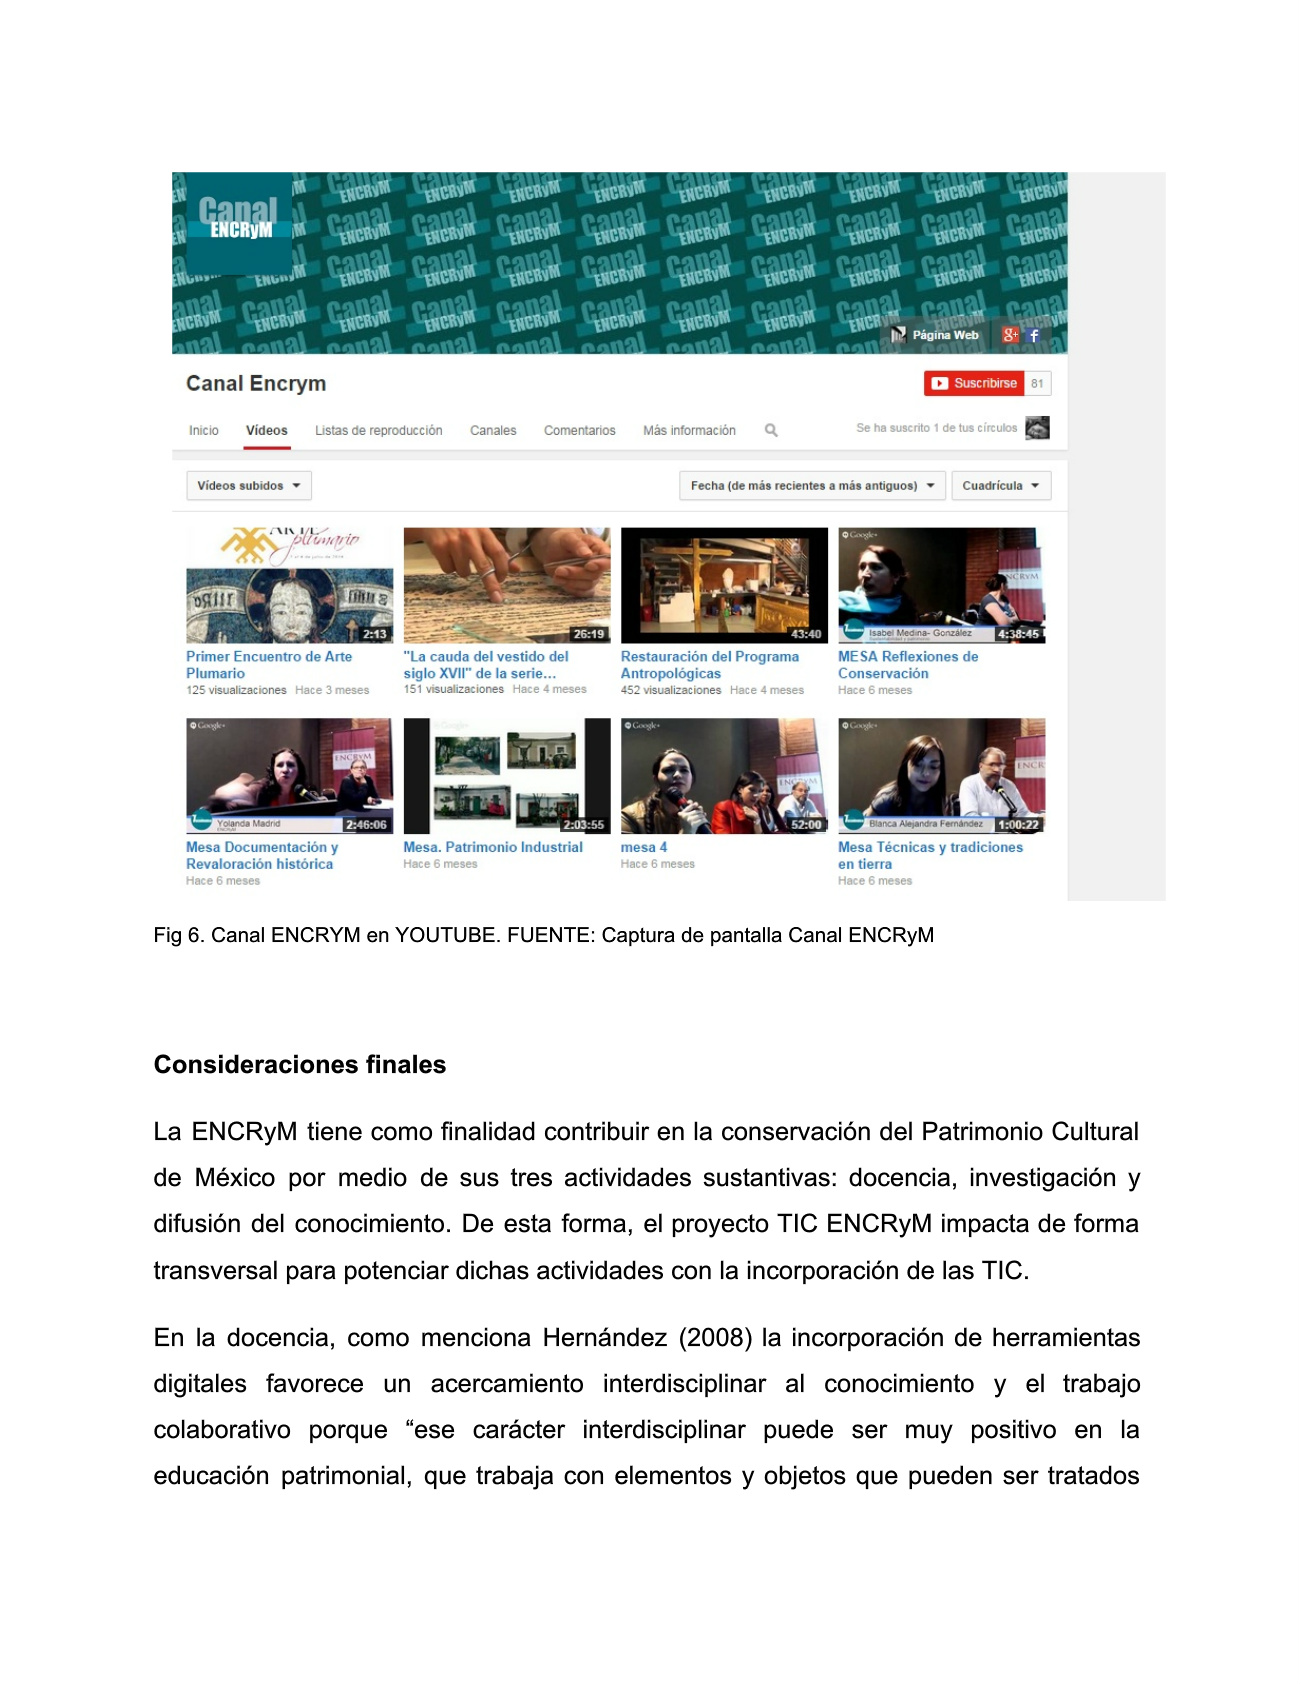 Canal
ENCRyM
Página Web
Canal Encrym
Suscribirse 81
Inicio Vídeos Listas de reproducción Canales Comentarios Más información
Se ha suscrito 1 de tus círculos
Vídeos subidos
Fecha (de más recientes a más antiguos)
Cuadrícula
ARTE
plumario
2:13
Primer Encuentro de Arte
Plumario
125 visualizaciones Hace 3 meses
26:19
"La cauda del vestido del
siglo XVII" de la serie...
151 visualizaciones Hace 4 meses
43:40
Restauración del Programa
Antropológicas
452 visualizaciones Hace 4 meses
Google+
Isabel Medina- González
4:38:45
MESA Reflexiones de
Conservación
Hace 6 meses
Google+
ENCRyM
Yolanda Madrid
2:46:06
Mesa Documentación y
Revaloración histórica
Hace 6 meses
2:03:55
Mesa. Patrimonio Industrial
Hace 6 meses
Google+
ENCRyM
52:00
mesa 4
Hace 6 meses
Google+
Blanca Alejandra Fernández
1:00:22
Mesa Técnicas y tradiciones
en tierra
Hace 6 meses
Fig 6. Canal ENCRYM en YOUTUBE. FUENTE: Captura de pantalla Canal ENCRyM
Consideraciones finales
La ENCRyM tiene como finalidad contribuir en la conservación del Patrimonio Cultural
de México por medio de sus tres actividades sustantivas: docencia, investigación y
difusión del conocimiento. De esta forma, el proyecto TIC ENCRyM impacta de forma
transversal para potenciar dichas actividades con la incorporación de las TIC.
En la docencia, como menciona Hernández (2008) la incorporación de herramientas
digitales favorece un acercamiento interdisciplinar al conocimiento y el trabajo
colaborativo porque “ese carácter interdisciplinar puede ser muy positivo en la
educación patrimonial, que trabaja con elementos y objetos que pueden ser tratados